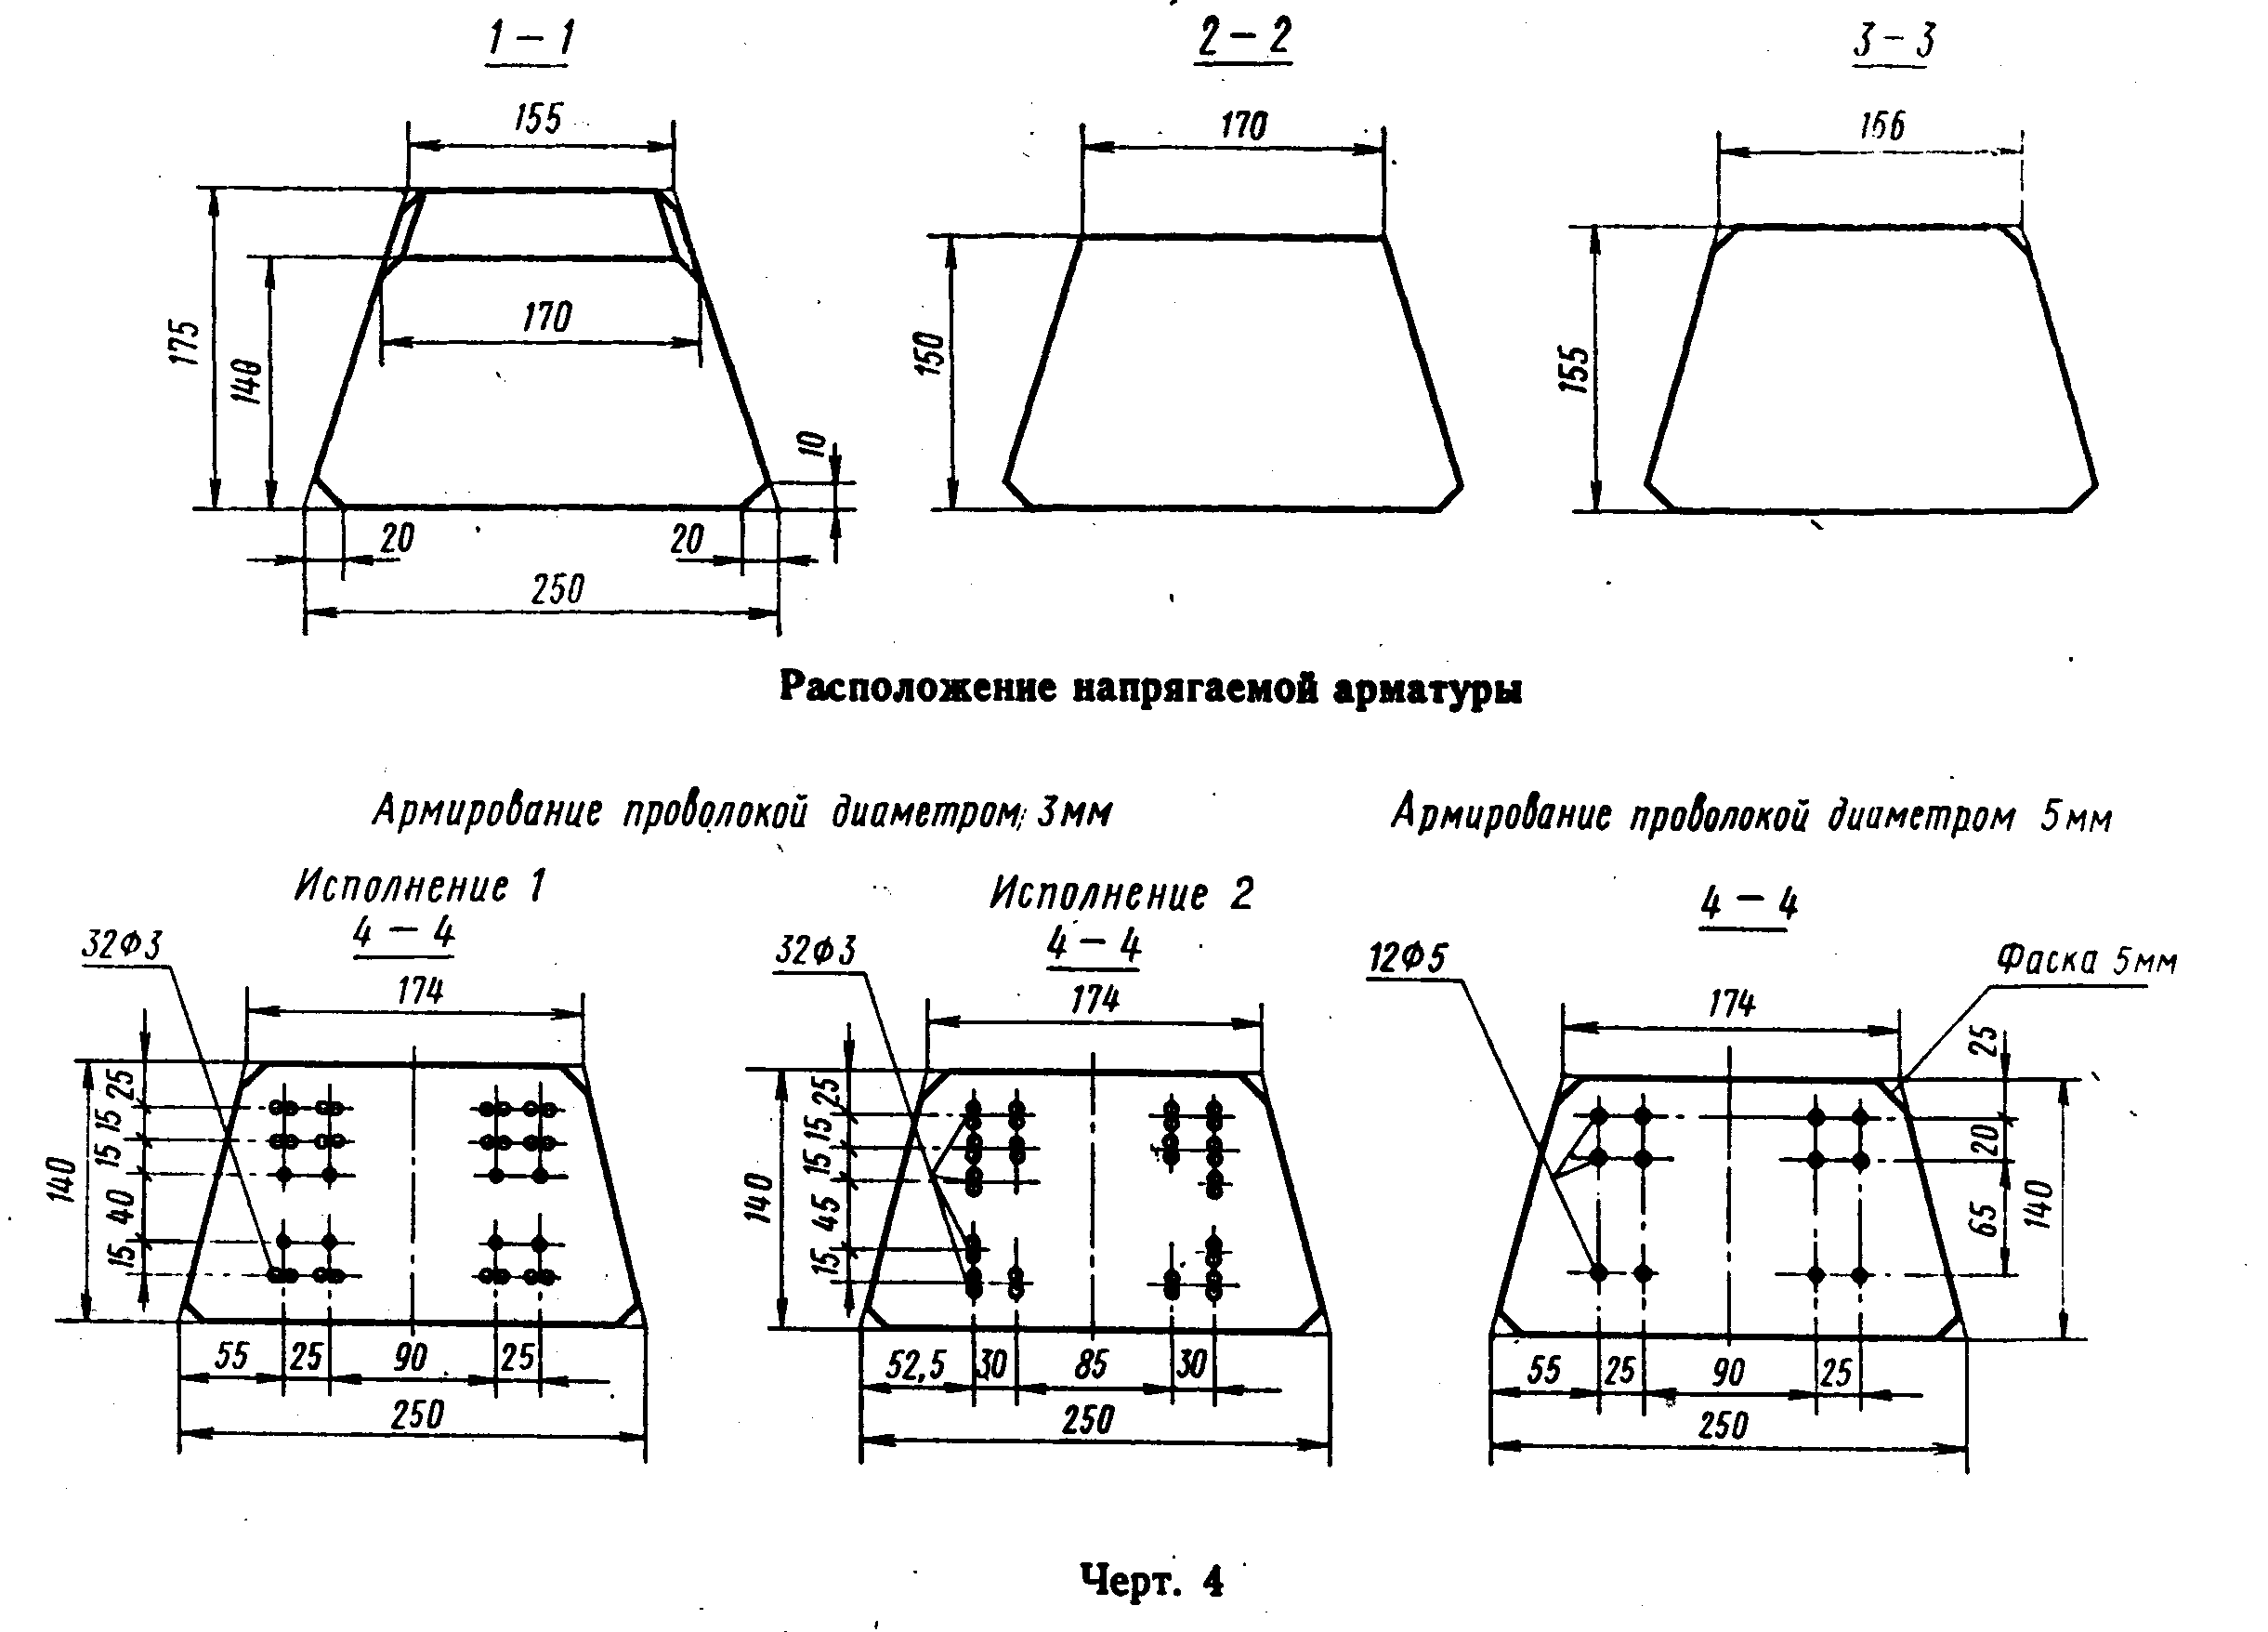 1 – 1
2 – 2
3 – 3
155
170
166
175
140
170
10
20
20
250
150
155
Расположение напрягаемой арматуры
Армирование проволокой диаметром 3мм
Армирование проволокой диаметром 5мм
Исполнение 1
4 – 4
32Ф3
174
25
15
15
40
15
140
55
25
90
25
250
Исполнение 2
4 – 4
32Ф3
174
25
15
15
45
15
140
52,5
30
85
30
250
4 – 4
12Ф5
Фаска 5мм
174
25
20
65
140
55
25
90
25
250
Черт. 4